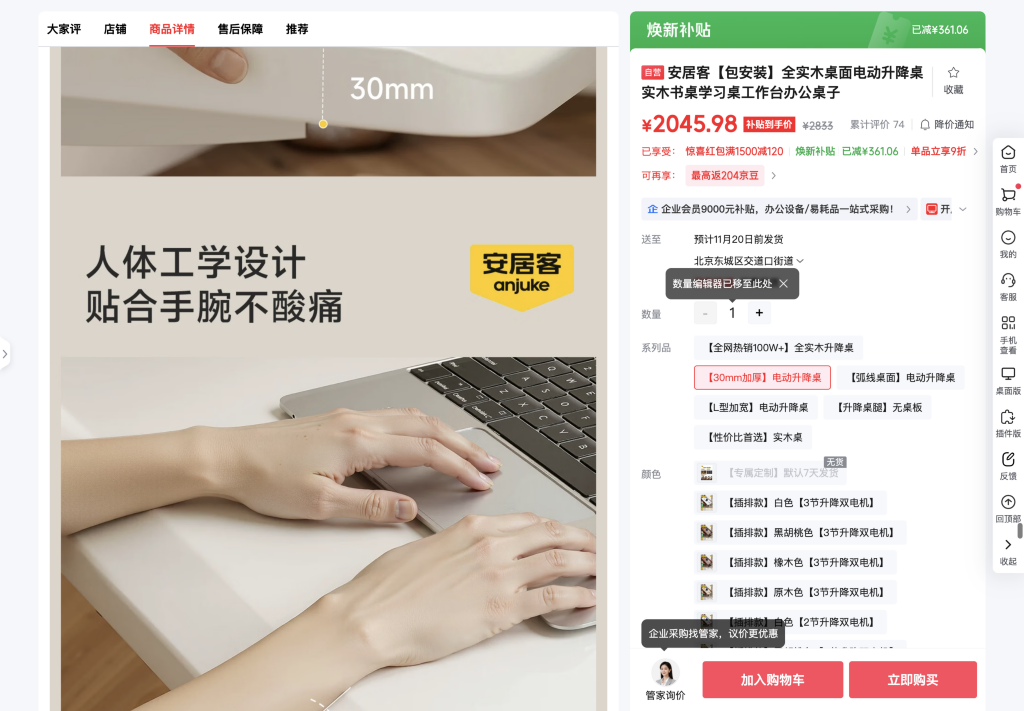 大家评 店铺 商品详情 售后保障 推荐
30mm
人体工学设计
贴合手腕不酸痛
安居客
anjuke
焕新补贴 已减¥361.06
自营 安居客【包安装】全实木桌面电动升降桌
实木书桌学习桌工作台办公桌子
收藏
¥2045.98 补贴到手价 ¥2833 累计评价 74 降价通知
已享受: 惊喜红包满1500减120 焕新补贴 已减¥361.06 单品立享9折
可再享: 最高返204京豆
企业会员9000元补贴，办公设备/易耗品一站式采购! 开.
送至 预计11月20日前发货
北京东城区交道口街道
数量编辑器已移至此处
数量 - 1 +
系列品 【全网热销100W+】全实木升降桌
【30mm加厚】电动升降桌 【弧线桌面】电动升降桌
【L型加宽】电动升降桌 【升降桌腿】无桌板
【性价比首选】实木桌
无货
颜色 【专属定制】默认7天发货
【插排款】白色【3节升降双电机】
【插排款】黑胡桃色【3节升降双电机】
【插排款】橡木色【3节升降双电机】
【插排款】原木色【3节升降双电机】
【插排款】白色【2节升降双电机】
企业采购找管家，议价更优惠
管家询价 加入购物车 立即购买
首页
购物车
我的
客服
手机
查看
桌面版
插件版
反馈
回顶部
收起